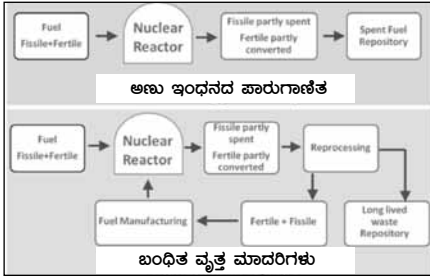 Fuel
Fissile+Fertile
Nuclear
Reactor
Fissile partly spent
Fertile partly
converted
Spent Fuel
Repository
ಅಣು ಇಂಧನದ ಪಾರುಗಾಣಿತ
Fuel
Fissile+Fertile
Nuclear
Reactor
Fissile partly
spent
Fertile partly
converted
Reprocessing
Fuel Manufacturing
Fertile + Fissile
Long lived
waste
Repository
ಬಂಧಿತ ವೃತ್ತ ಮಾದರಿಗಳು